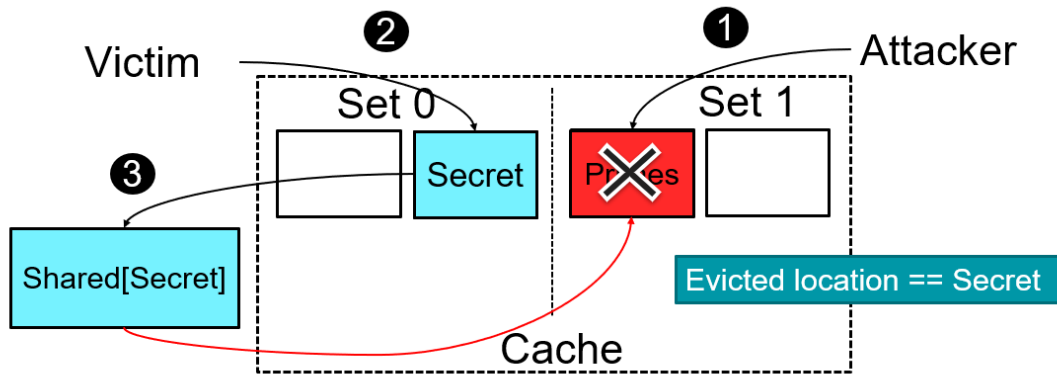 2
1
Victim
Attacker
Set 0
Set 1
Secret
3
Shared[Secret]
Evicted location == Secret
Cache